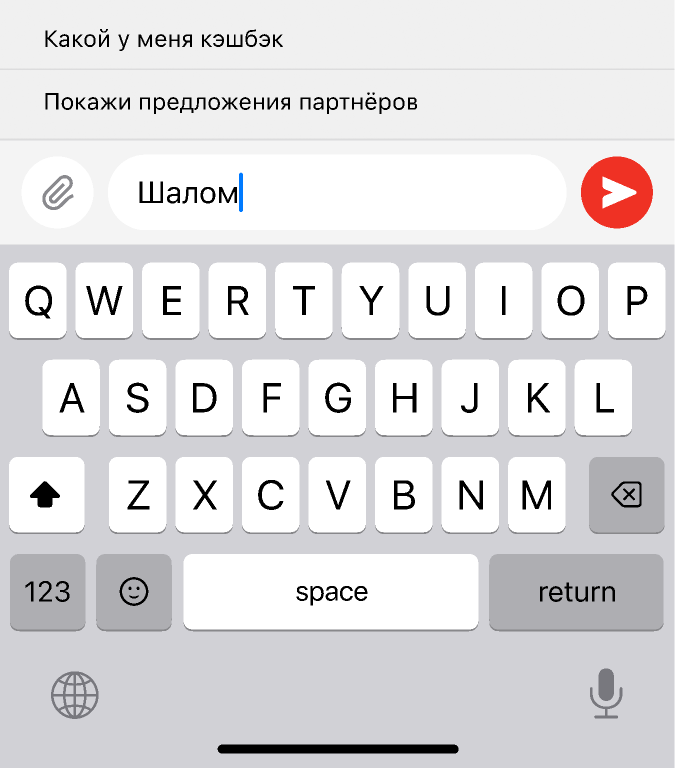 Какой у меня кэшбэк
Покажи предложения партнёров
Шалом
Q W E R T Y U I O P
A S D F G H J K L
Z X C V B N M
123 space return